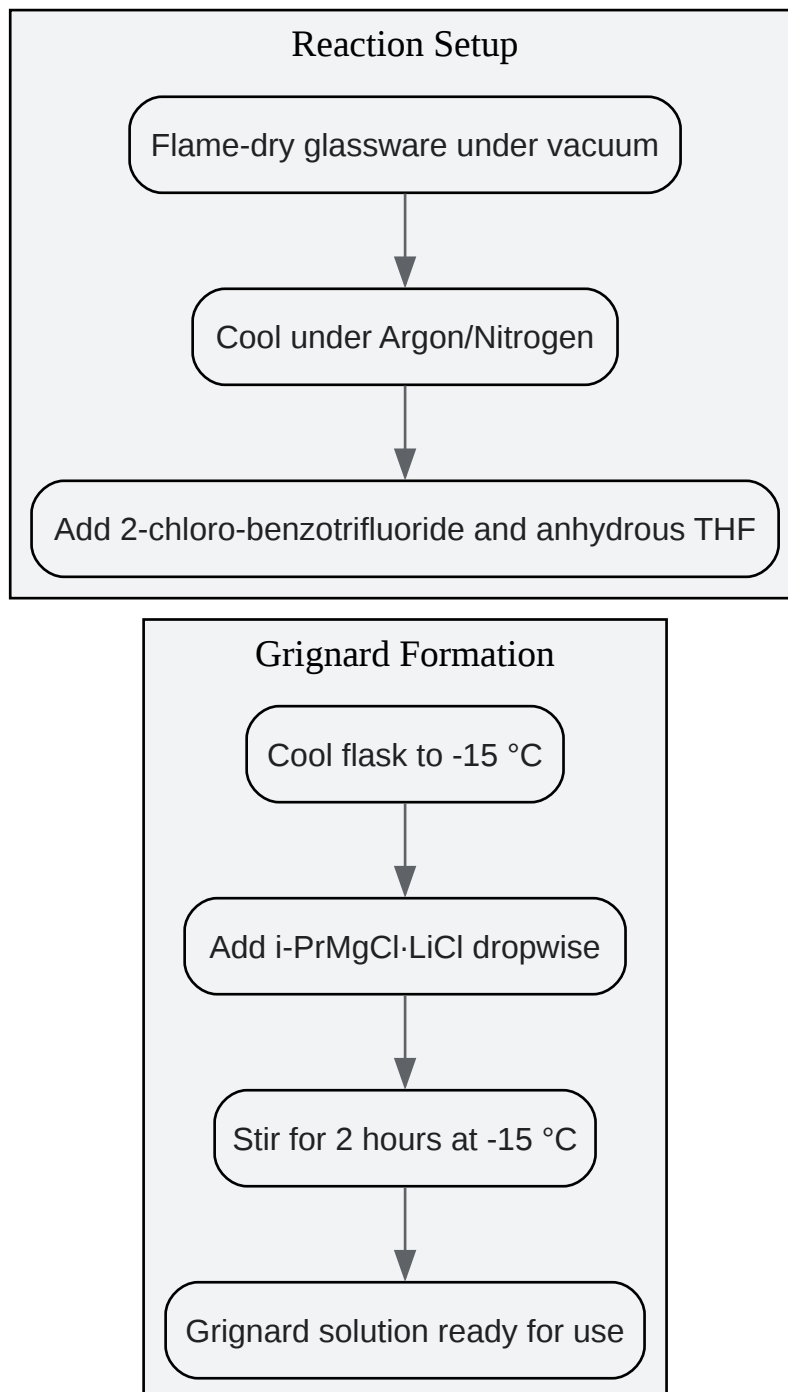 Reaction Setup
Flame-dry glassware under vacuum
Cool under Argon/Nitrogen
Add 2-chloro-benzotrifluoride and anhydrous THF
Grignard Formation
Cool flask to -15 °C
Add i-PrMgCl·LiCl dropwise
Stir for 2 hours at -15 °C
Grignard solution ready for use